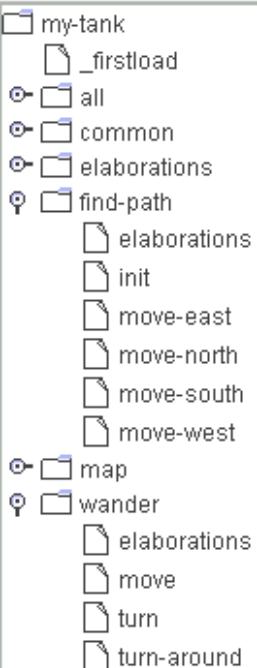 my-tank
_firstload
all
common
elaborations
find-path
elaborations
init
move-east
move-north
move-south
move-west
map
wander
elaborations
move
turn
turn-around